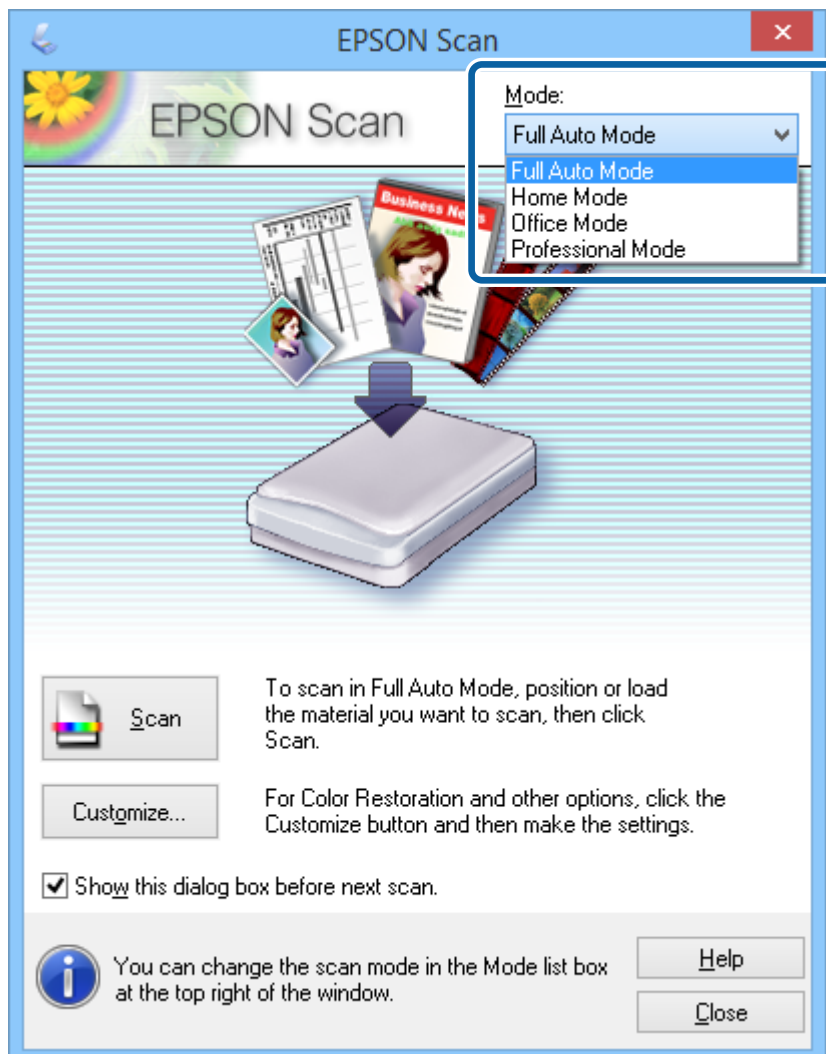 EPSON Scan
EPSON Scan
Mode:
Full Auto Mode
Full Auto Mode
Home Mode
Office Mode
Professional Mode
Business Ne
Scan
To scan in Full Auto Mode, position or load
the material you want to scan, then click
Scan.
Customize...
For Color Restoration and other options, click the
Customize button and then make the settings.
Show this dialog box before next scan.
You can change the scan mode in the Mode list box
at the top right of the window.
Help
Close